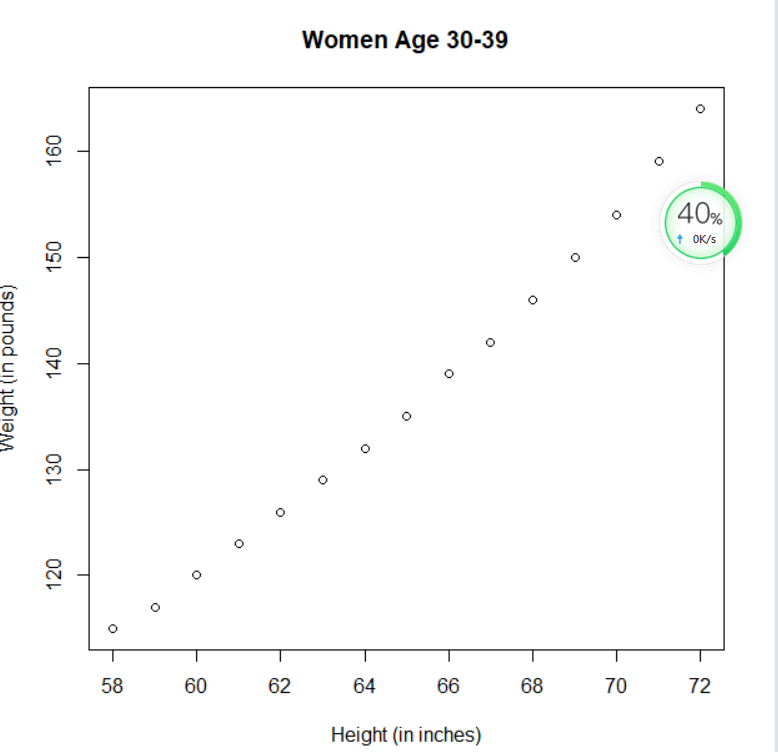 Women Age 30-39
Weight (in pounds)
160
150
140
130
120
40%
0K/s
58 60 62 64 66 68 70 72
Height (in inches)